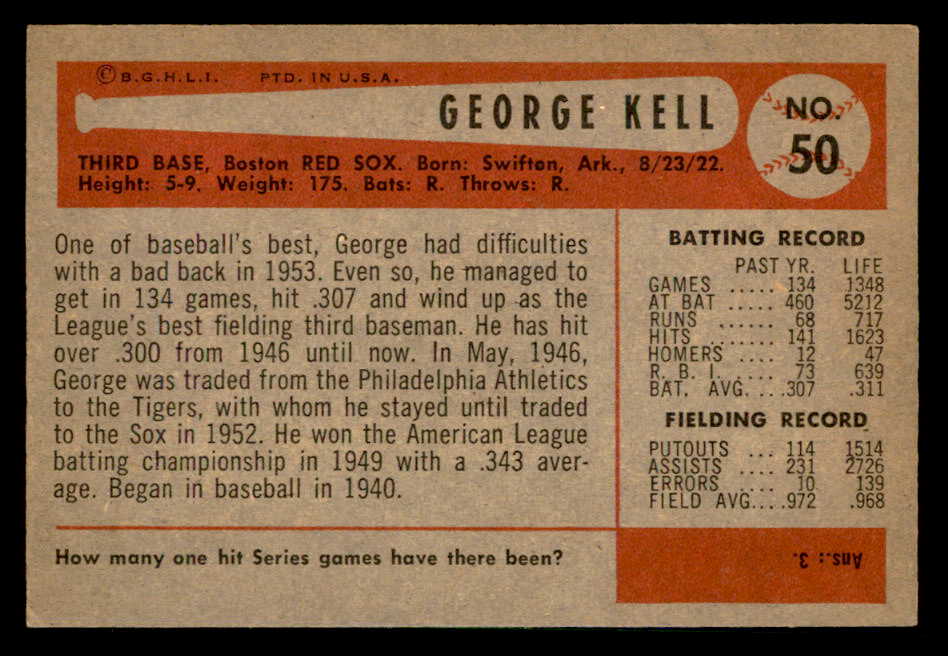 ©B.G.H.L.I. PTD. IN U.S.A.
GEORGE KELL
NO. 50
THIRD BASE, Boston RED SOX. Born: Swifton, Ark., 8/23/22.
Height: 5-9. Weight: 175. Bats: R. Throws: R.
One of baseball's best, George had difficulties
with a bad back in 1953. Even so, he managed to
get in 134 games, hit .307 and wind up as the
League's best fielding third baseman. He has hit
over .300 from 1946 until now. In May, 1946,
George was traded from the Philadelphia Athletics
to the Tigers, with whom he stayed until traded
to the Sox in 1952. He won the American League
batting championship in 1949 with a .343 aver-
age. Began in baseball in 1940.
BATTING RECORD
PAST YR. LIFE
GAMES ..... 134 1348
AT BAT ..... 460 5212
RUNS ...... 68 717
HITS ....... 141 1623
HOMERS .... 12 47
R. B. I. ..... 73 639
BAT. AVG. ...307 .311
FIELDING RECORD
PUTOUTS ... 114 1514
ASSISTS .... 231 2726
ERRORS .... 10 139
FIELD AVG....972 .968
How many one hit Series games have there been?
Ans.: 3.